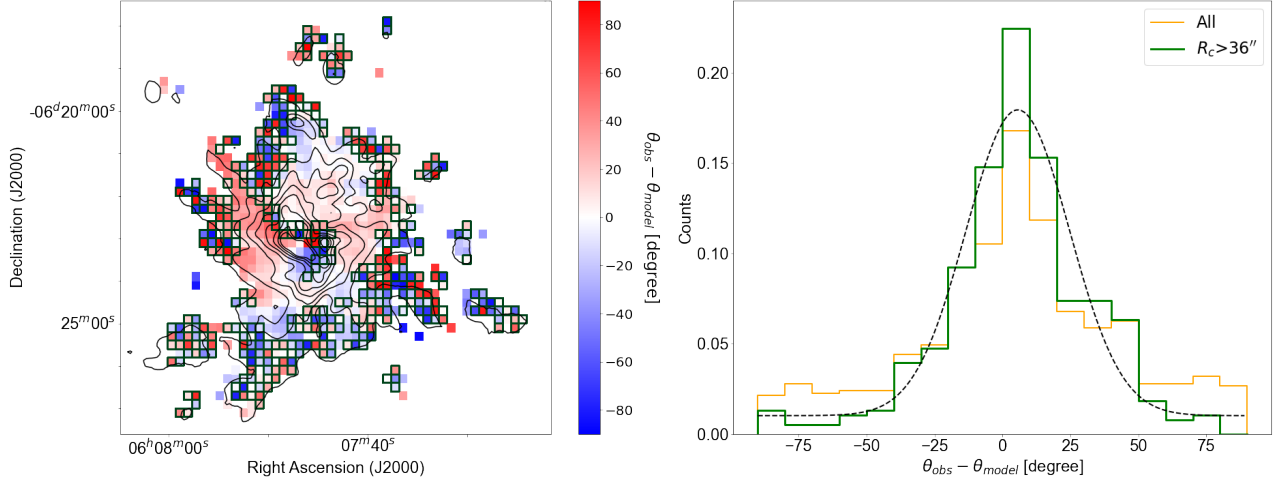 -06ᵈ20ᵐ00ˢ
25ᵐ00ˢ
Declination (J2000)
06ʰ08ᵐ00ˢ 07ᵐ40ˢ
Right Ascension (J2000)
80
60
40
20
0
−20
−40
−60
−80
θobs − θmodel [degree]
All
Rc>36″
0.20
0.15
0.10
0.05
0.00
Counts
−75 −50 −25 0 25 50 75
θobs − θmodel [degree]